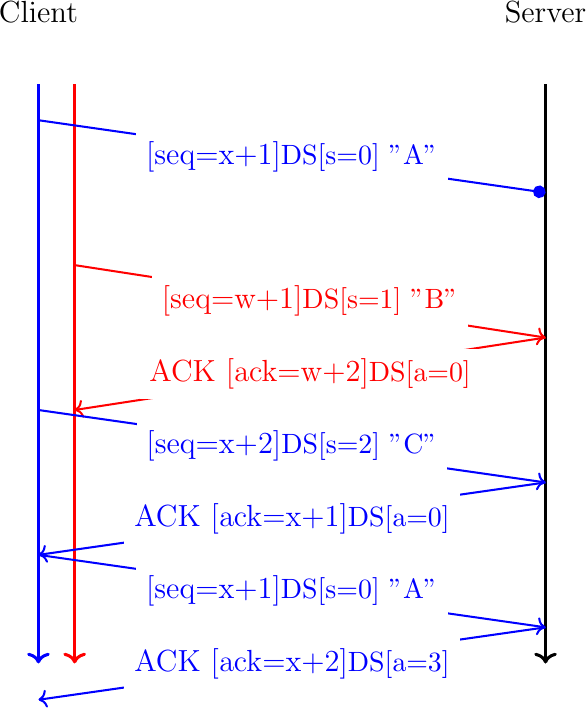 Client Server
[seq=x+1]DS[s=0] ”A”
[seq=w+1]DS[s=1] ”B”
ACK [ack=w+2]DS[a=0]
[seq=x+2]DS[s=2] ”C”
ACK [ack=x+1]DS[a=0]
[seq=x+1]DS[s=0] ”A”
ACK [ack=x+2]DS[a=3]